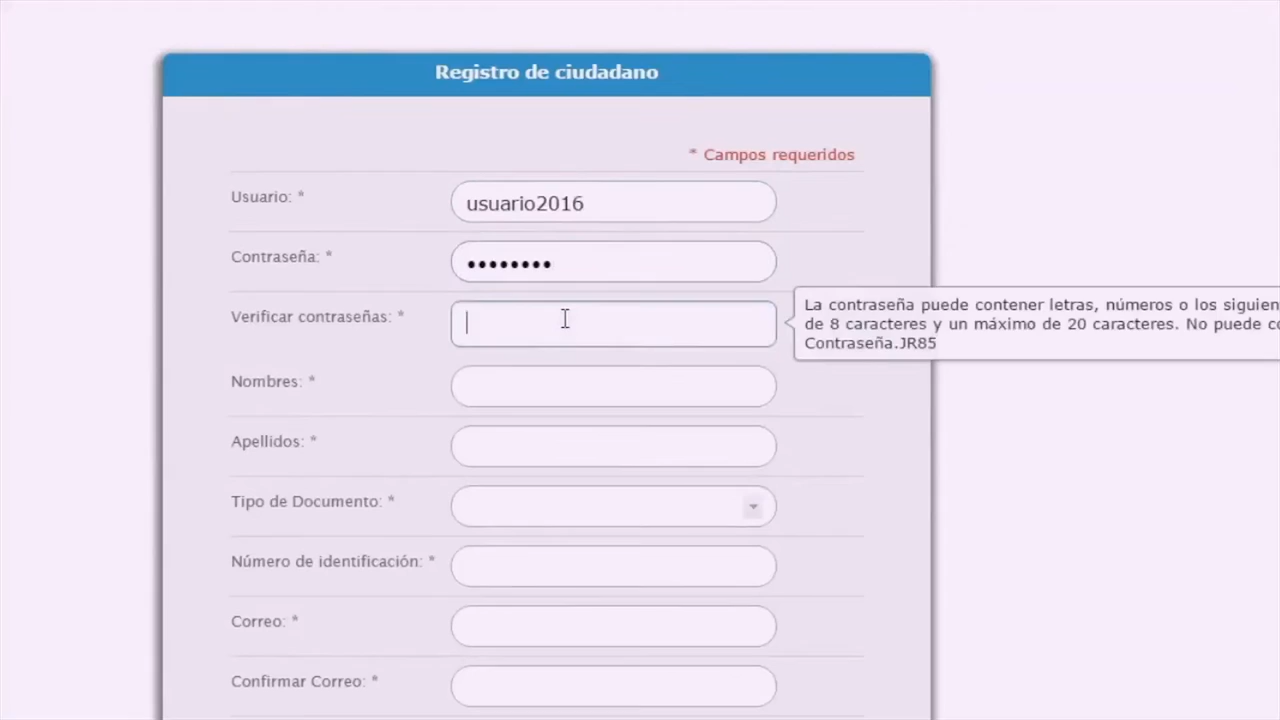 Registro de ciudadano
* Campos requeridos
Usuario: *
usuario2016
Contraseña: *
••••••••
Verificar contraseñas: *
La contraseña puede contener letras, números o los
de 8 caracteres y un máximo de 20 caracteres. No puede
Contraseña.JR85
Nombres: *
Apellidos: *
Tipo de Documento: *
Número de identificación: *
Correo: *
Confirmar Correo: *